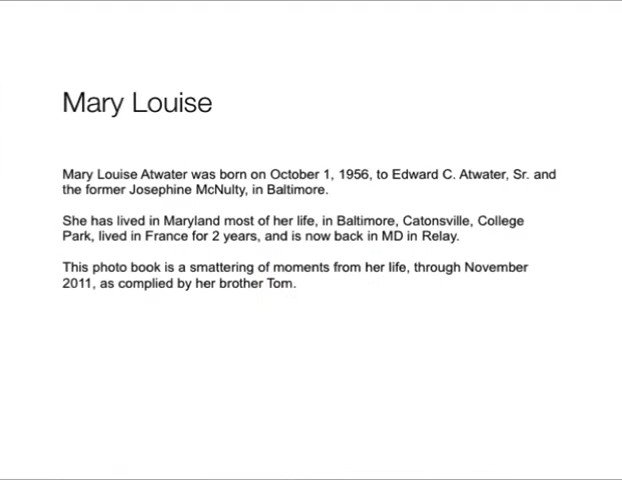 Mary Louise
Mary Louise Atwater was born on October 1, 1956, to Edward C. Atwater, Sr. and
the former Josephine McNulty, in Baltimore.
She has lived in Maryland most of her life, in Baltimore, Catonsville, College
Park, lived in France for 2 years, and is now back in MD in Relay.
This photo book is a smattering of moments from her life, through November
2011, as complied by her brother Tom.